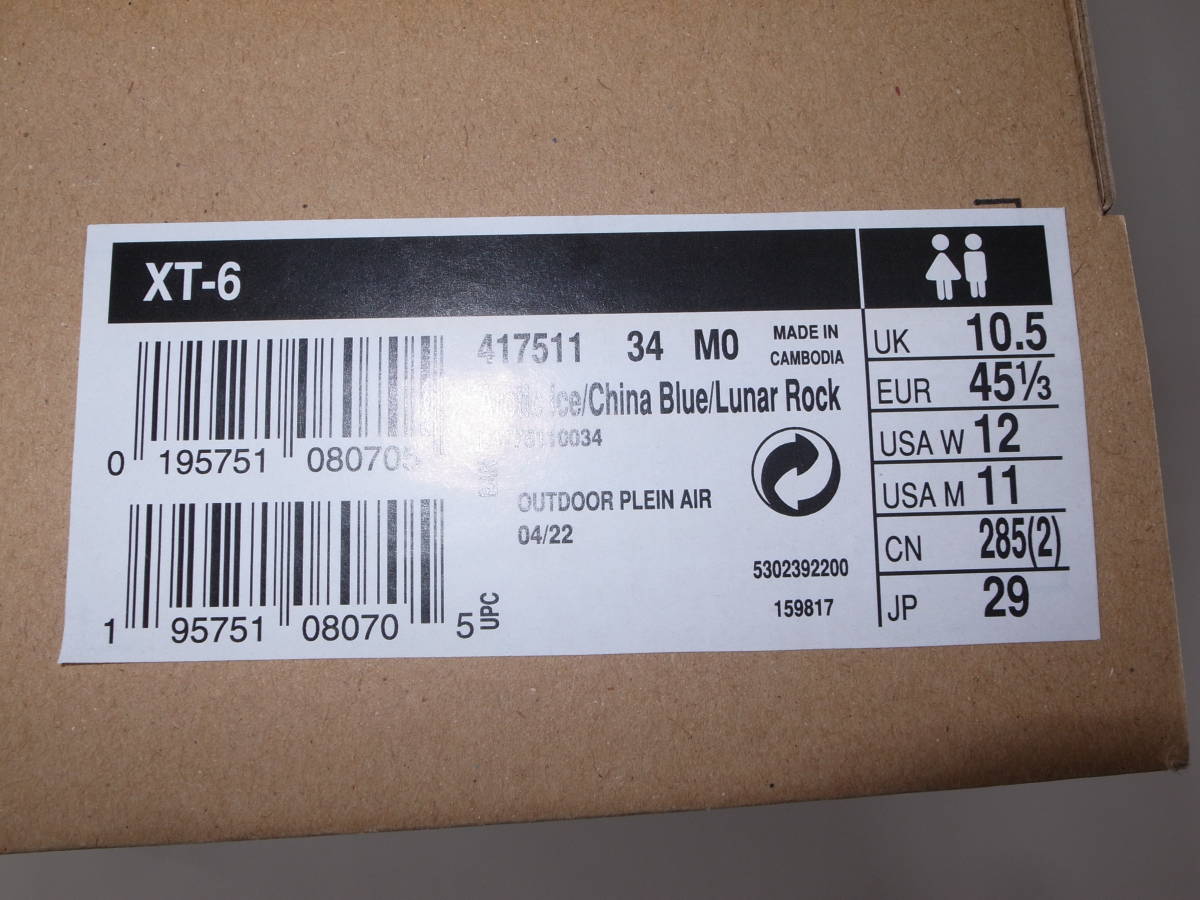 XT-6
417511 34 M0
MADE IN
CAMBODIA
Ice/China Blue/Lunar Rock
0 195751 080705
OUTDOOR PLEIN AIR
04/22
1 95751 08070 5
UPC
5302392200
159817
UK 10.5
EUR 45⅓
USA W 12
USA M 11
CN 285(2)
JP 29